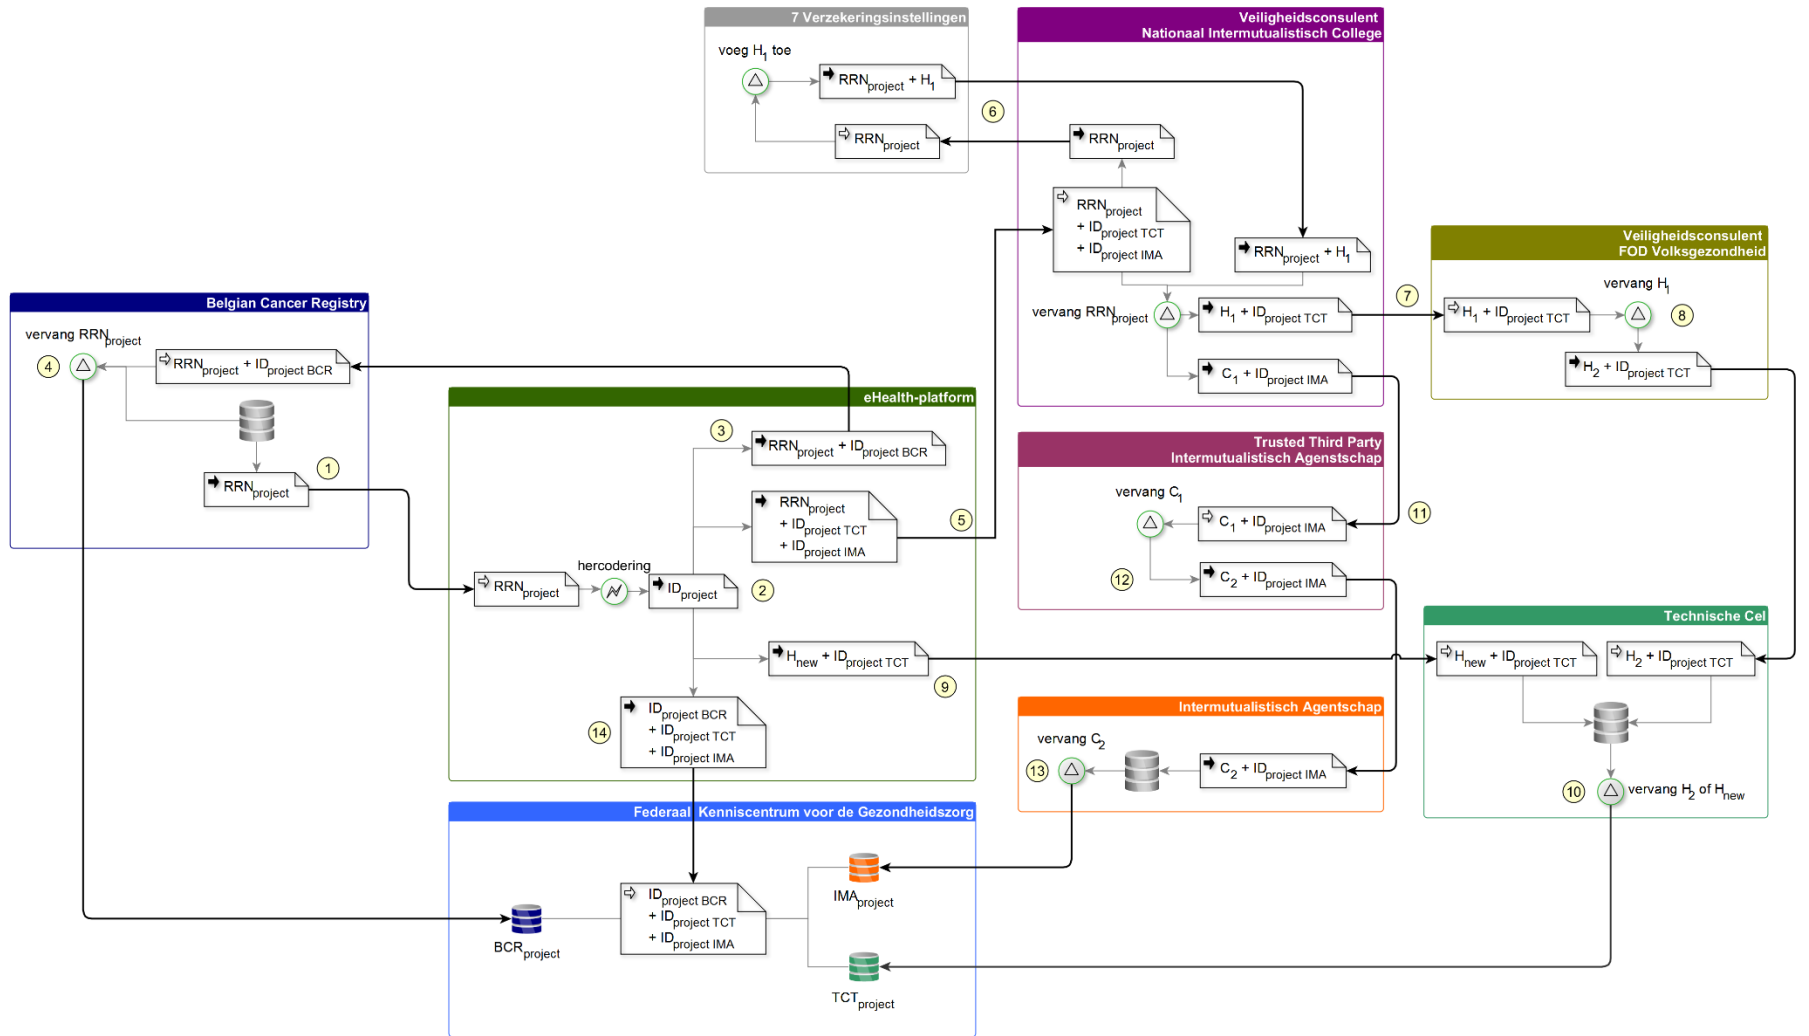 7 Verzekeringsinstellingen
voeg H1 toe
RRNproject + H1
RRNproject
6
Veiligheidsconsulent
Nationaal Intermutualistisch College
RRNproject
RRNproject
+ IDproject TCT
+ IDproject IMA
RRNproject + H1
vervang RRNproject
H1 + IDproject TCT
C1 + IDproject IMA
7
Veiligheidsconsulent
FOD Volksgezondheid
vervang H1
H1 + IDproject TCT
8
H2 + IDproject TCT
Belgian Cancer Registry
vervang RRNproject
4
RRNproject + IDproject BCR
RRNproject
1
eHealth-platform
3
RRNproject + IDproject BCR
RRNproject
+ IDproject TCT
+ IDproject IMA
5
hercodering
RRNproject
IDproject
2
Hnew + IDproject TCT
9
14
IDproject BCR
+ IDproject TCT
+ IDproject IMA
Trusted Third Party
Intermutualistisch Agenstschap
vervang C1
C1 + IDproject IMA
11
12
C2 + IDproject IMA
Technische Cel
Hnew + IDproject TCT
H2 + IDproject TCT
10
vervang H2 of Hnew
Intermutualistisch Agentschap
vervang C2
13
C2 + IDproject IMA
Federaal Kenniscentrum voor de Gezondheidszorg
BCRproject
IDproject BCR
+ IDproject TCT
+ IDproject IMA
IMAproject
TCTproject